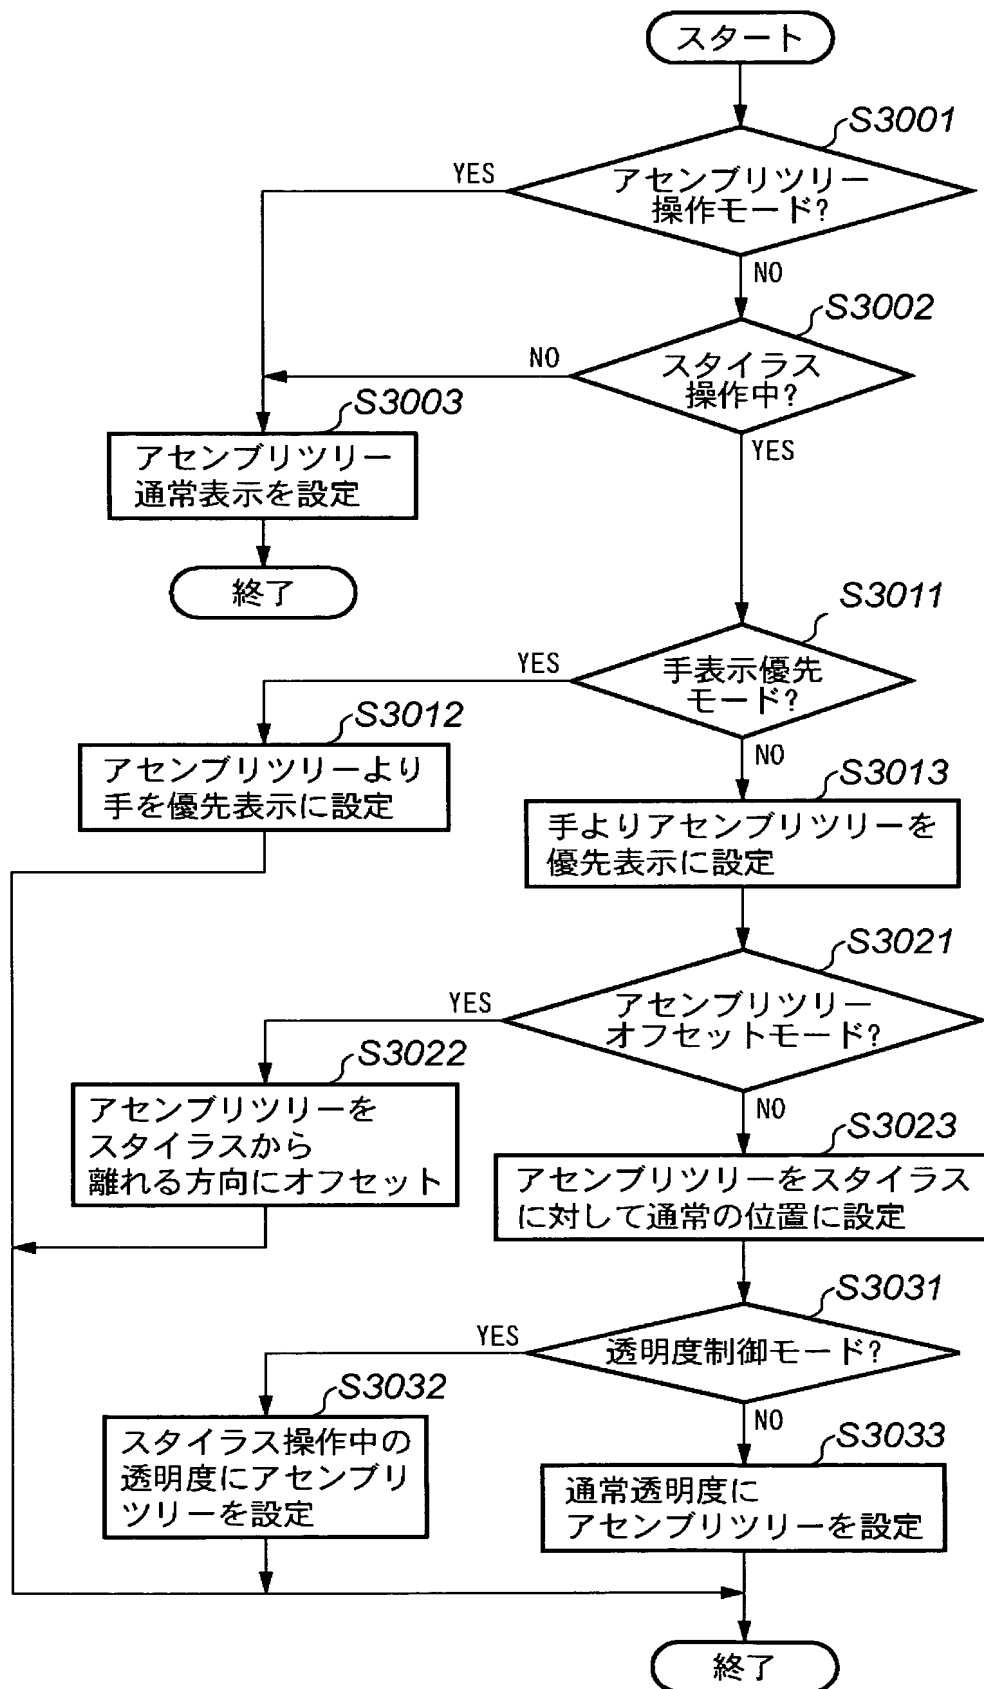 スタート
S3001
YES
アセンブリツリー
操作モード?
NO
S3002
NO
スタイラス
操作中?
S3003
YES
アセンブリツリー
通常表示を設定
終了
S3011
YES
手表示優先
モード?
S3012
NO
アセンブリツリーより
手を優先表示に設定
S3013
手よりアセンブリツリーを
優先表示に設定
S3021
YES
アセンブリツリー
オフセットモード?
S3022
NO
アセンブリツリーを
スタイラスから
離れる方向にオフセット
S3023
アセンブリツリーをスタイラス
に対して通常の位置に設定
S3031
YES
透明度制御モード?
S3032
NO
スタイラス操作中の
透明度にアセンブリ
ツリーを設定
S3033
通常透明度に
アセンブリツリーを設定
終了